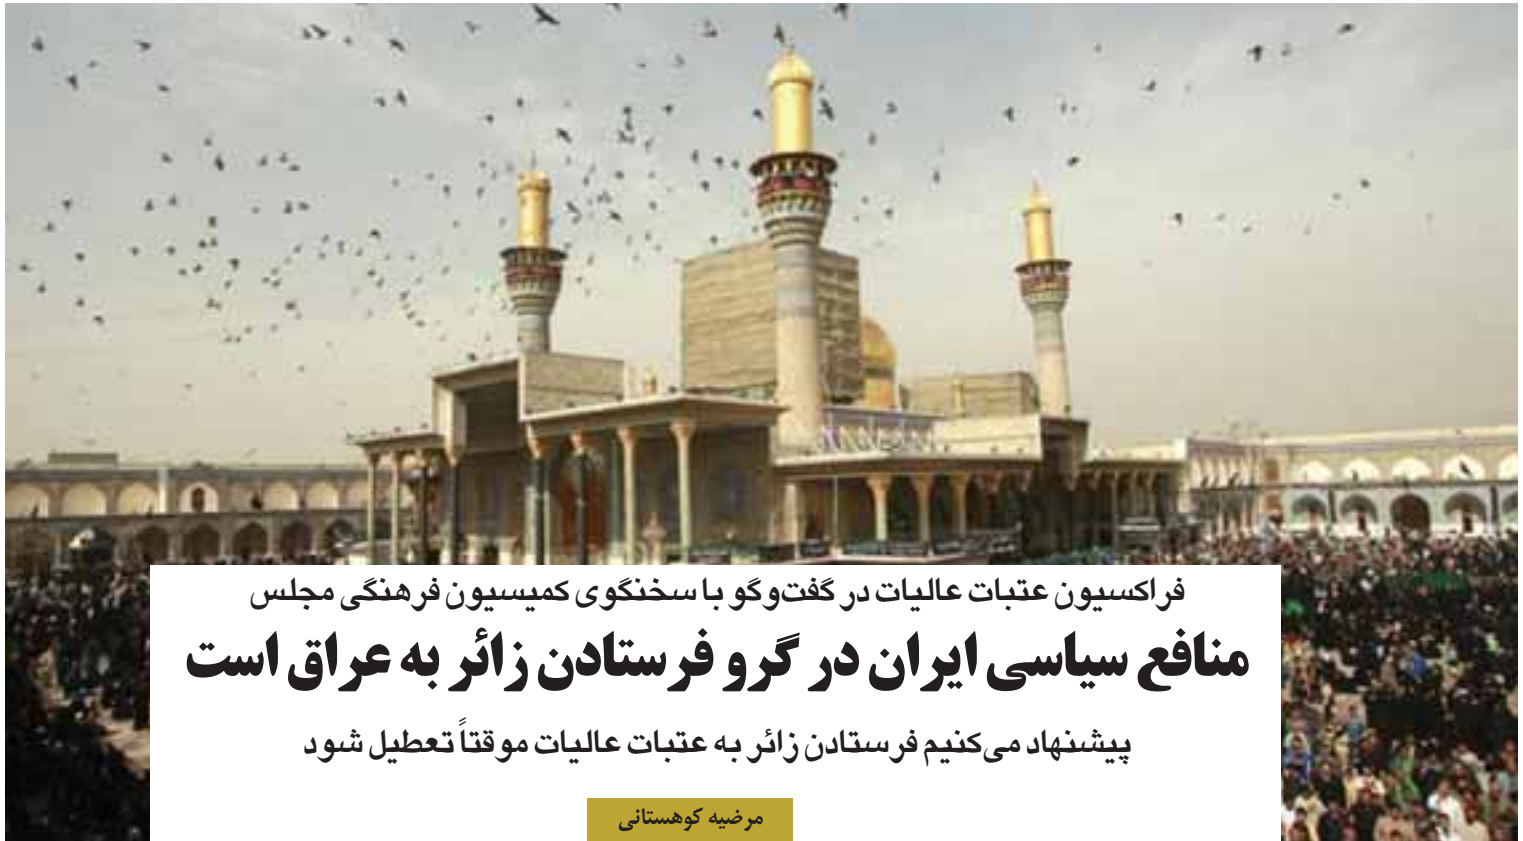 فراکسیون عتبات عالیات در گفت‌وگو با سخنگوی کمیسیون فرهنگی مجلس
منافع سیاسی ایران در گرو فرستادن زائر به عراق است
پیشنهاد می‌کنیم فرستادن زائر به عتبات عالیات موقتاً تعطیل شود
مرضیه کوهستانی